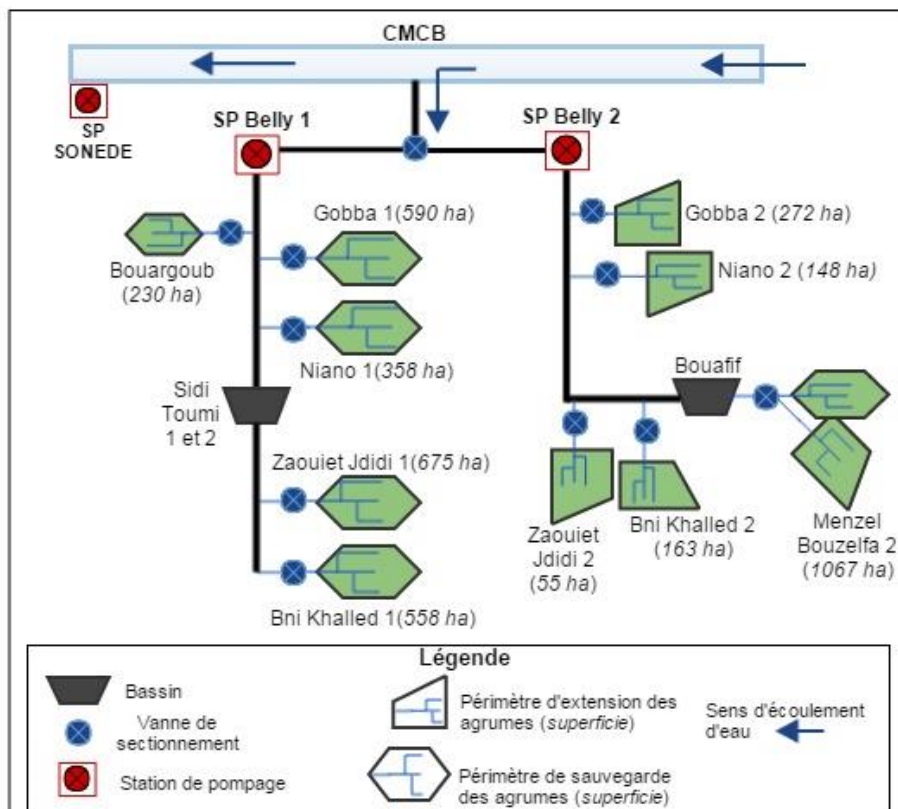 CMCB
SP
SONEDE
SP Belly 1
SP Belly 2
Bouargoub
(230 ha)
Gobba 1(590 ha)
Niano 1(358 ha)
Sidi
Toumi
1 et 2
Zaouiet Jdidi 1(675 ha)
Bni Khalled 1(558 ha)
Gobba 2 (272 ha)
Niano 2 (148 ha)
Bouafif
Zaouiet
Jdidi 2
(55 ha)
Bni Khalled 2
(163 ha)
Menzel
Bouzelfa 2
(1067 ha)
Légende
Bassin
Vanne de
sectionnement
Station de pompage
Périmètre d'extension des
agrumes (superficie)
Périmètre de sauvegarde
des agrumes (superficie)
Sens d'écoulement
d'eau